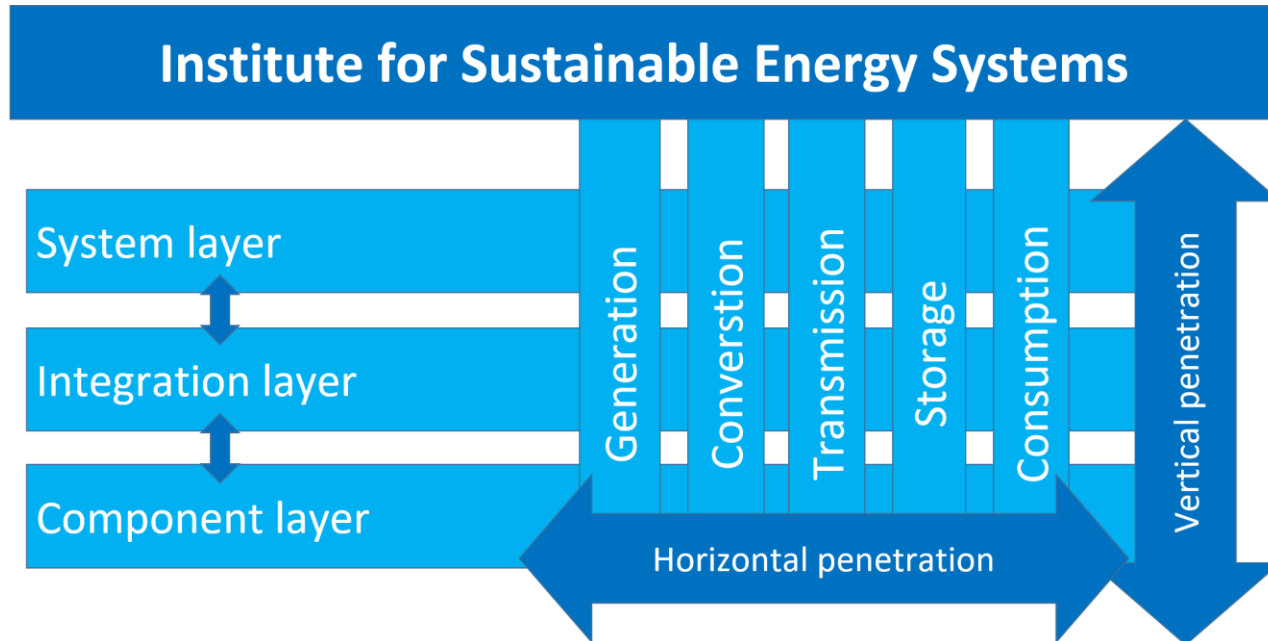 Institute for Sustainable Energy Systems
System layer
Integration layer
Component layer
Generation
Converstion
Transmission
Storage
Consumption
Horizontal penetration
Vertical penetration